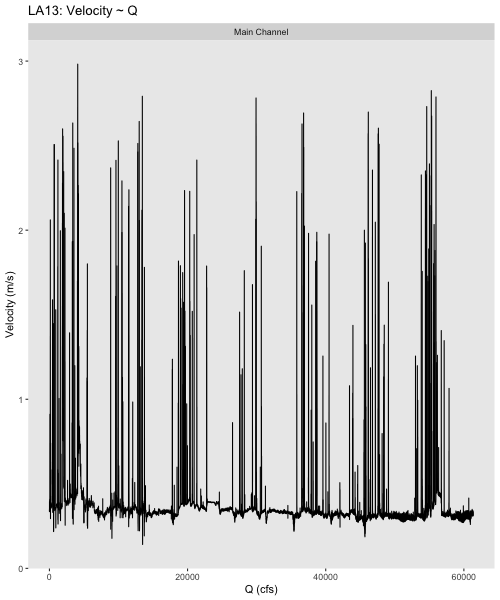 LA13: Velocity ~ Q
Main Channel
3
2
1
0
Velocity (m/s)
0 20000 40000 60000
Q (cfs)